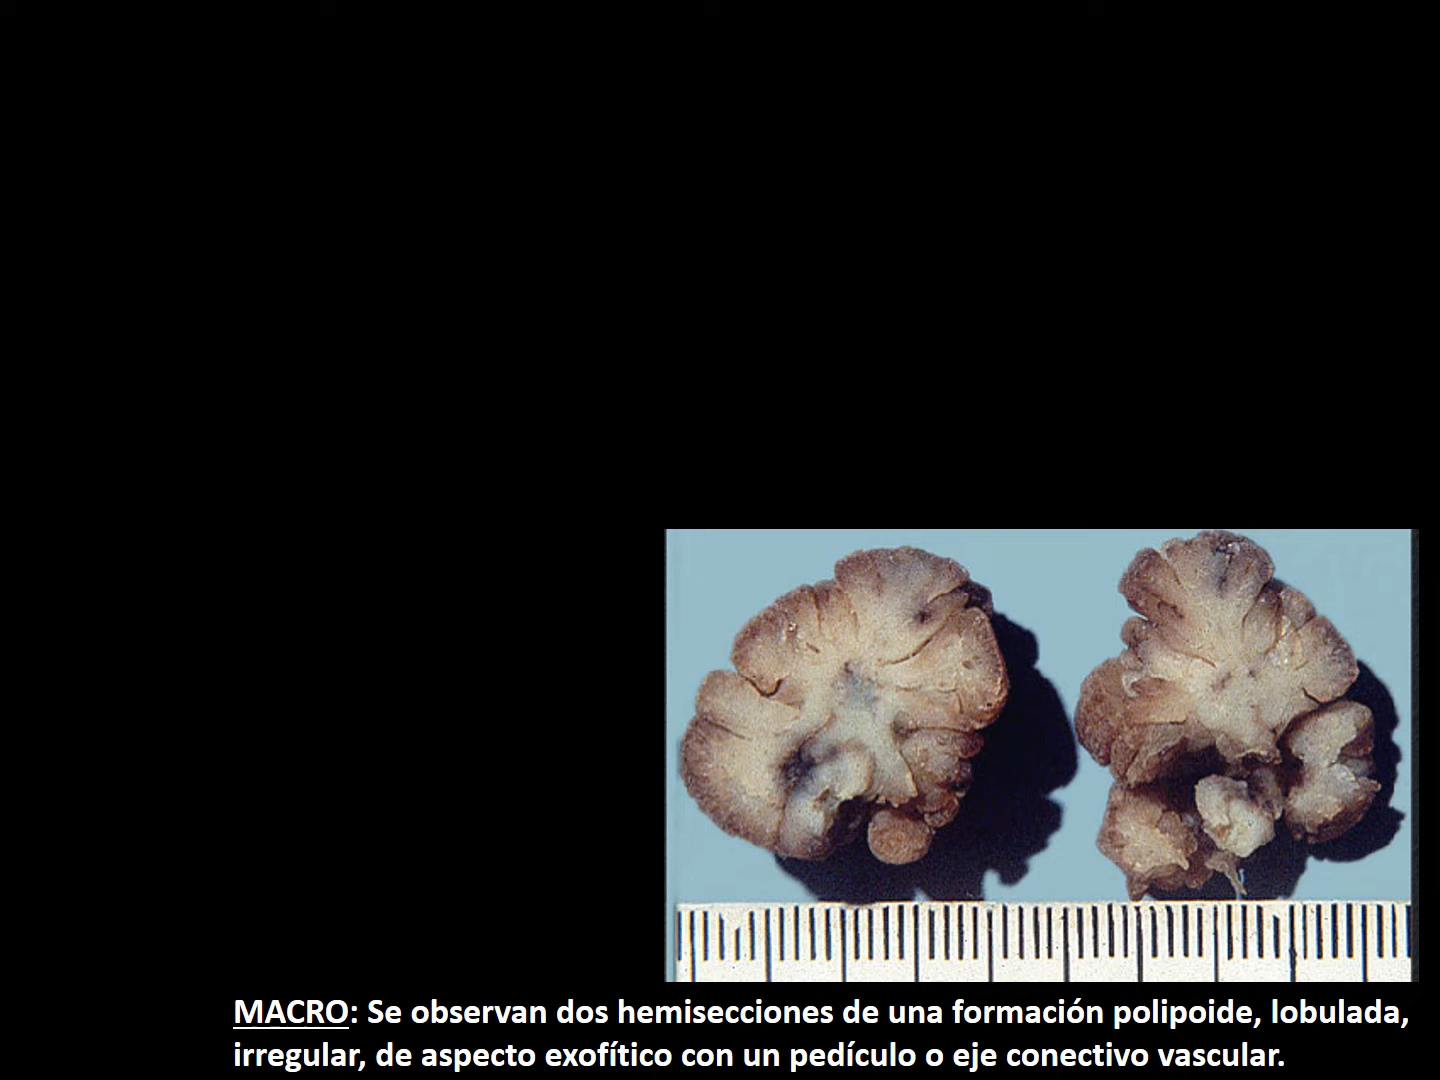 MACRO: Se observan dos hemisecciones de una formación polipoide, lobulada,
irregular, de aspecto exofítico con un pedículo o eje conectivo vascular.